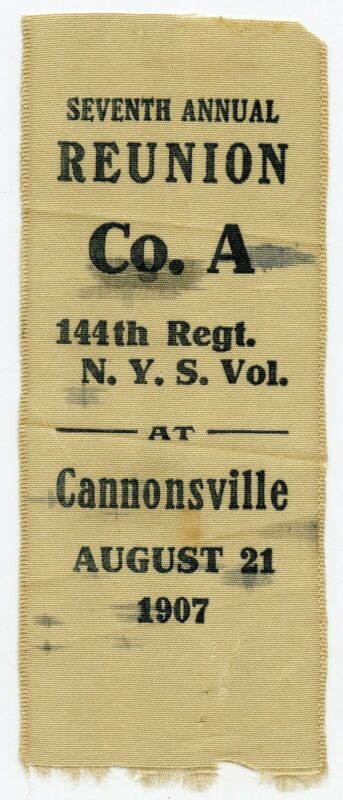 SEVENTH ANNUAL
REUNION
Co. A
144th Regt.
N. Y. S. Vol.
AT
Cannonsville
AUGUST 21
1907